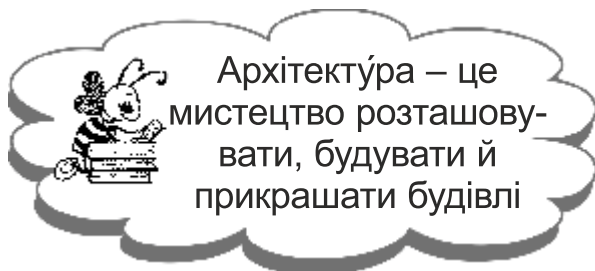 Архітекту́ра – це
мистецтво розташову-
вати, будувати й
прикрашати будівлі